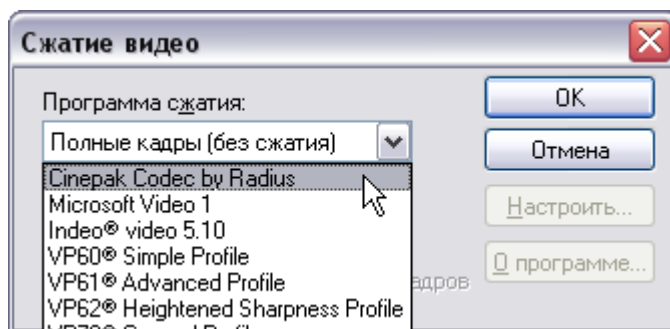 Сжатие видео
Программа сжатия:
Полные кадры (без сжатия)
Cinepak Codec by Radius
Microsoft Video 1
Indeo® video 5.10
VP60® Simple Profile
VP61® Advanced Profile
VP62® Heightened Sharpness Profile
OK
Отмена
Настроить...
О программе...